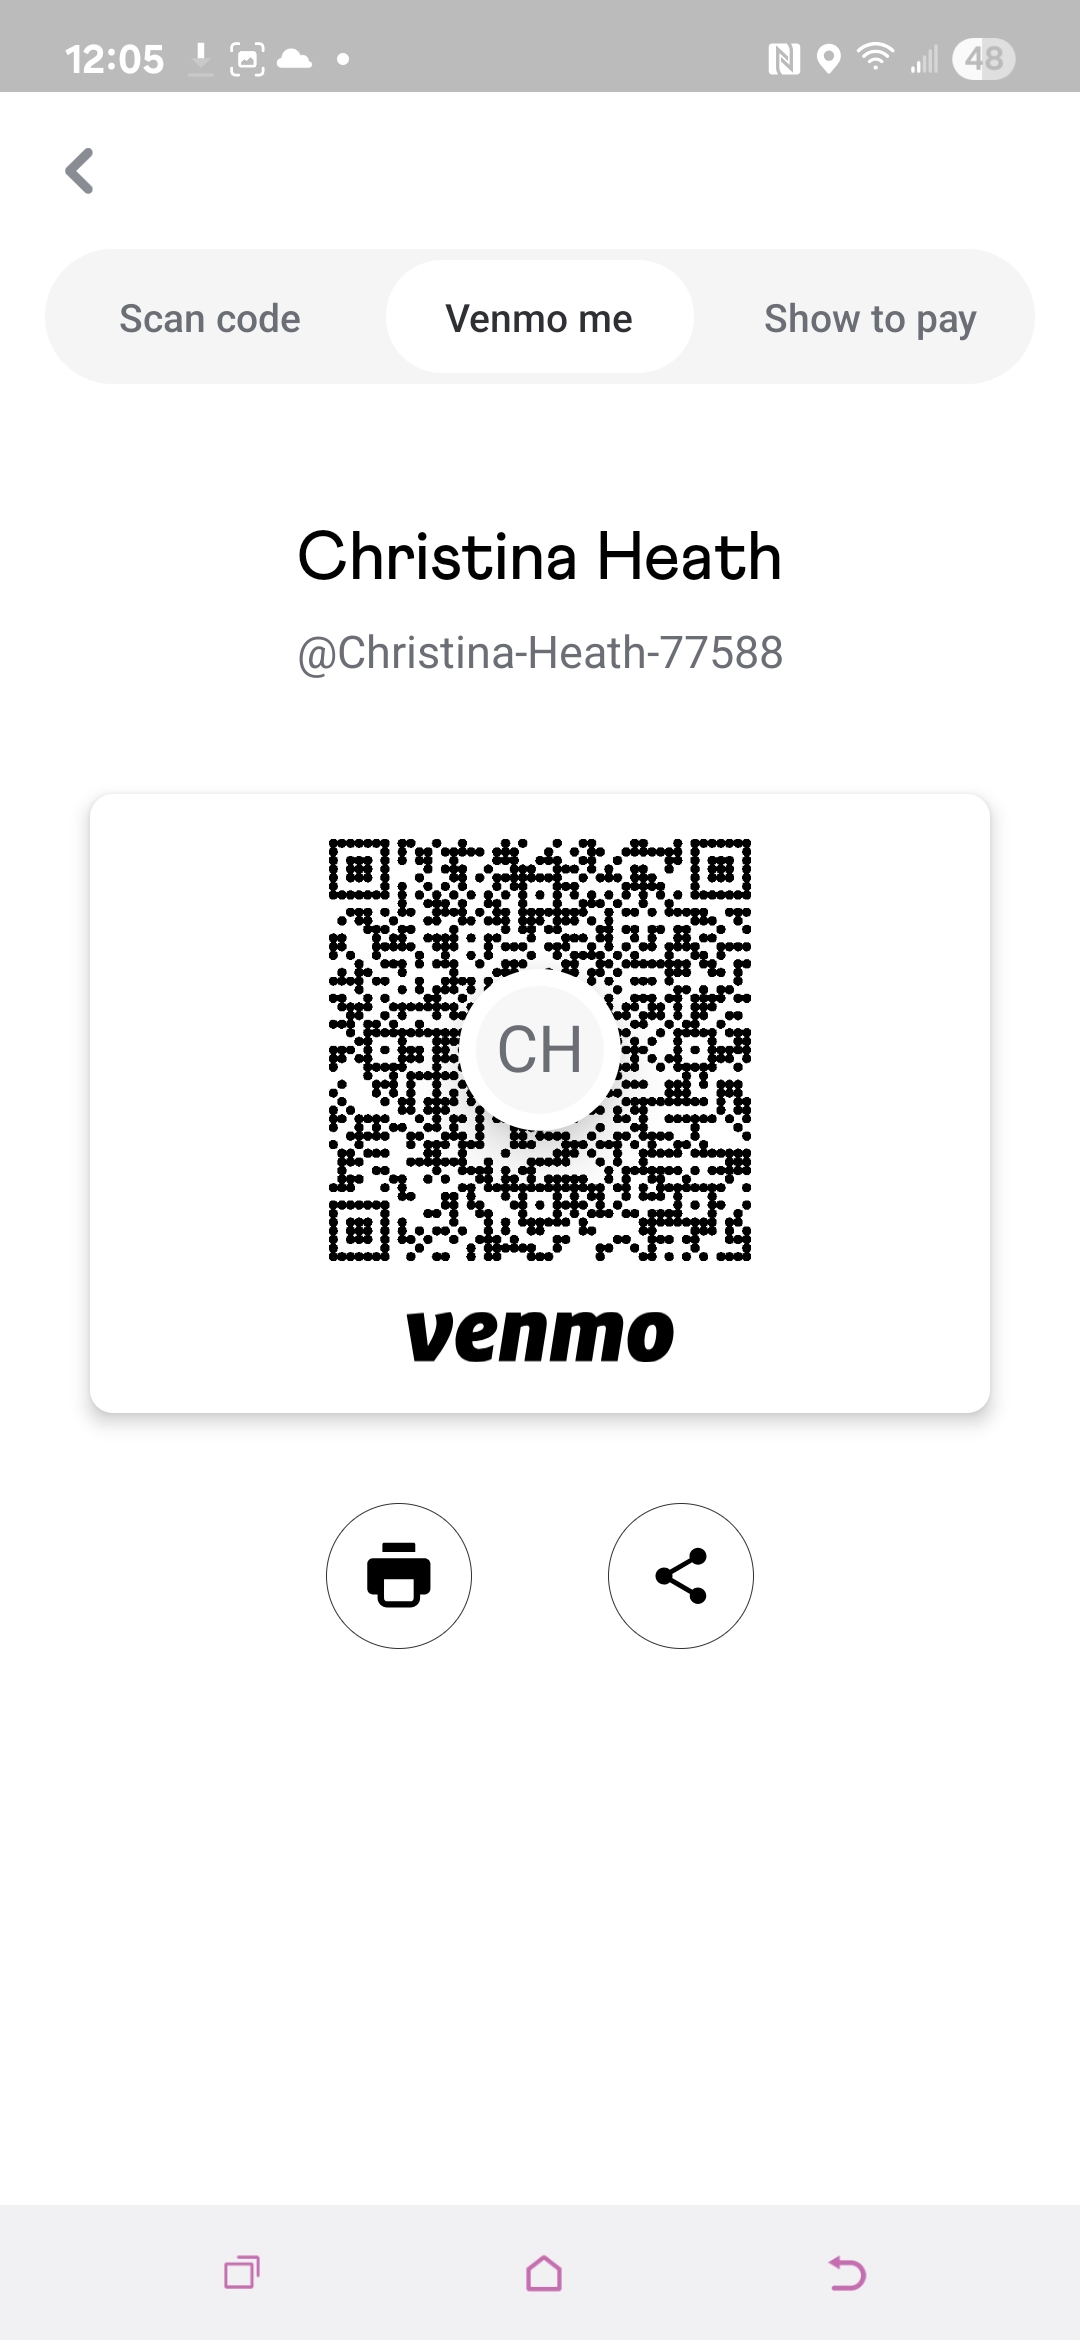 12:05
48
Scan code
Venmo me
Show to pay
Christina Heath
@Christina-Heath-77588
CH
venmo